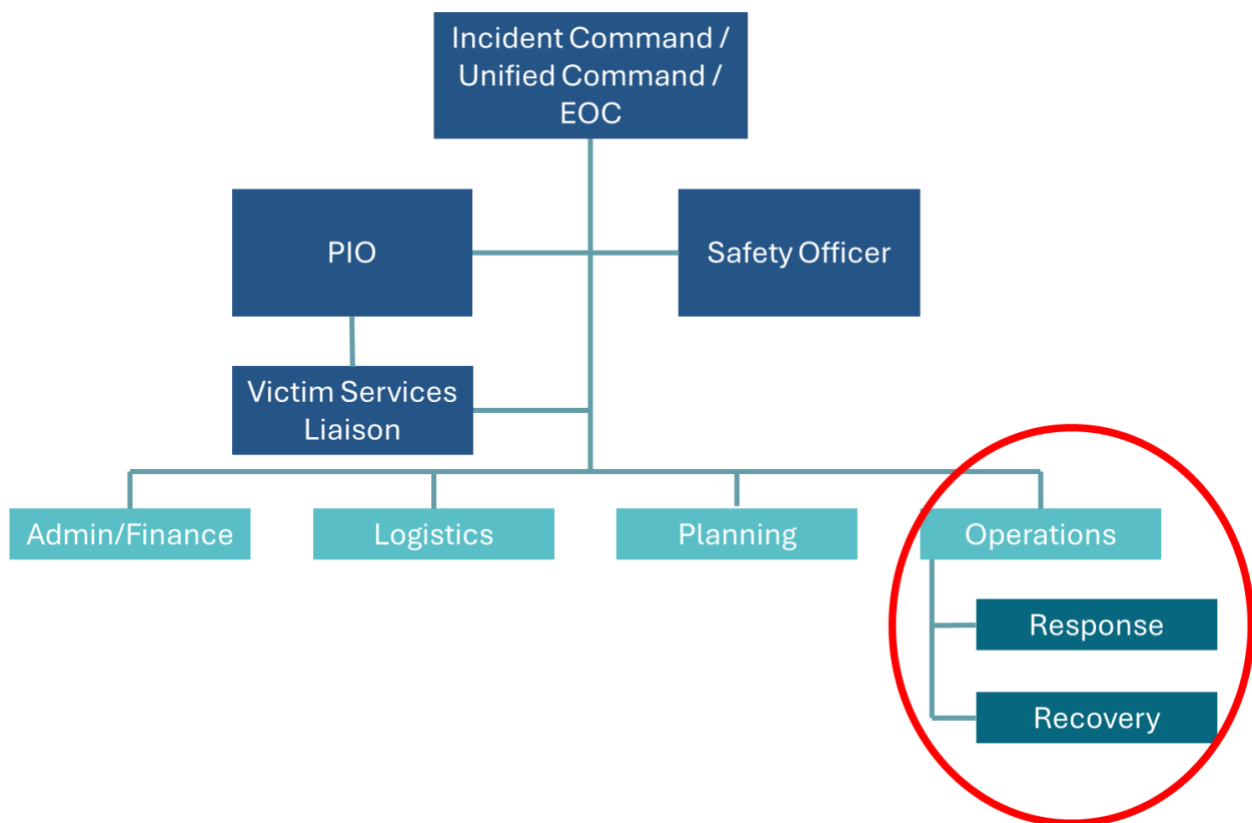 Incident Command /
Unified Command /
EOC
PIO
Safety Officer
Victim Services
Liaison
Admin/Finance
Logistics
Planning
Operations
Response
Recovery